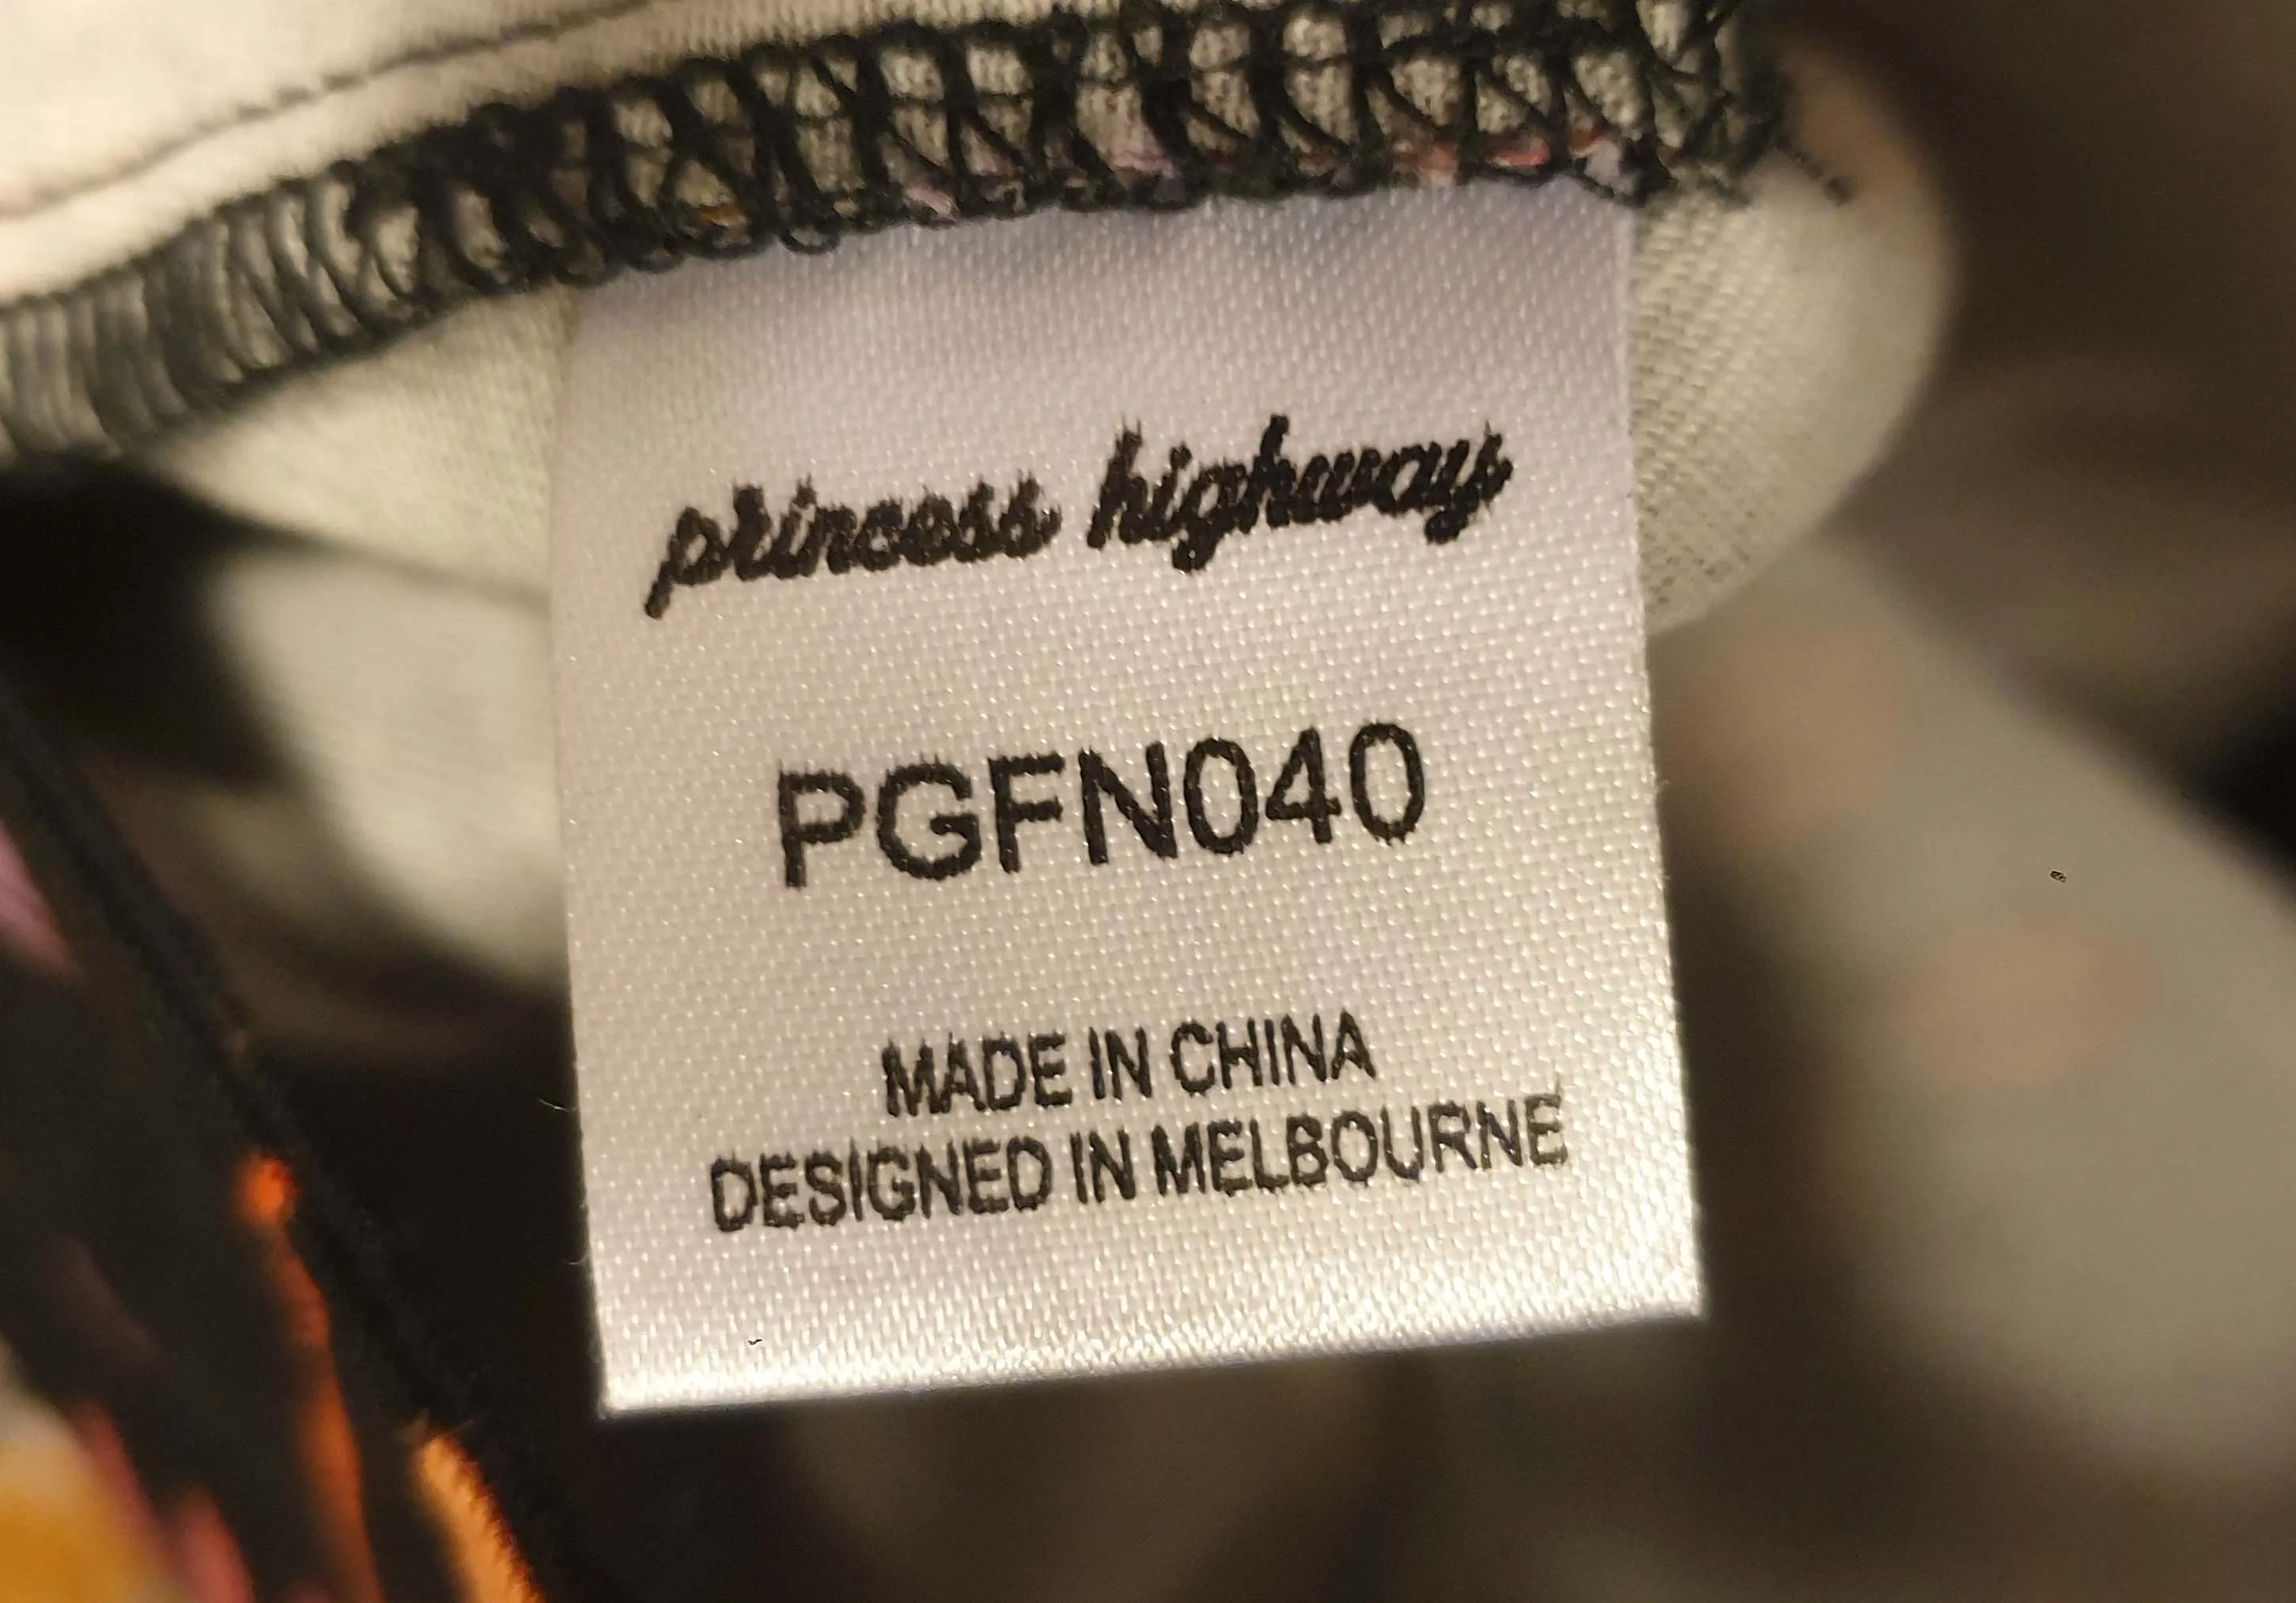 princess highway
PGFN040
MADE IN CHINA
DESIGNED IN MELBOURNE